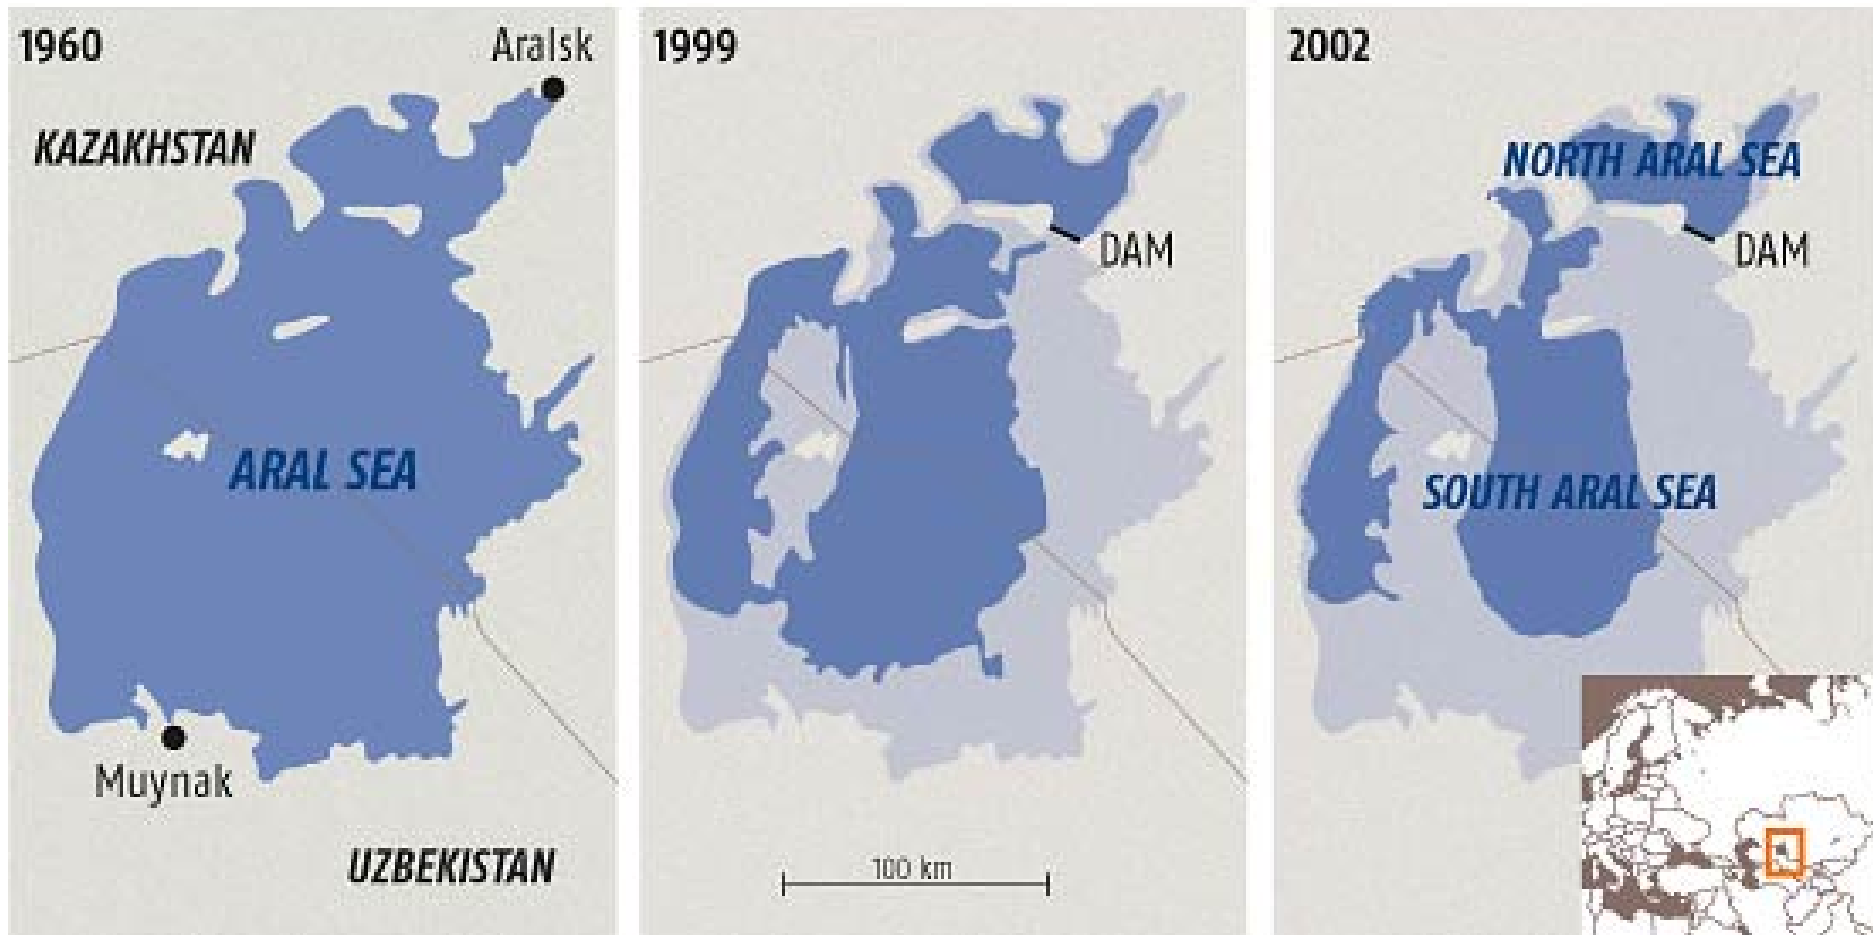 1960
Aralsk
KAZAKHSTAN
ARAL SEA
Muynak
UZBEKISTAN
1999
DAM
100 km
2002
NORTH ARAL SEA
DAM
SOUTH ARAL SEA